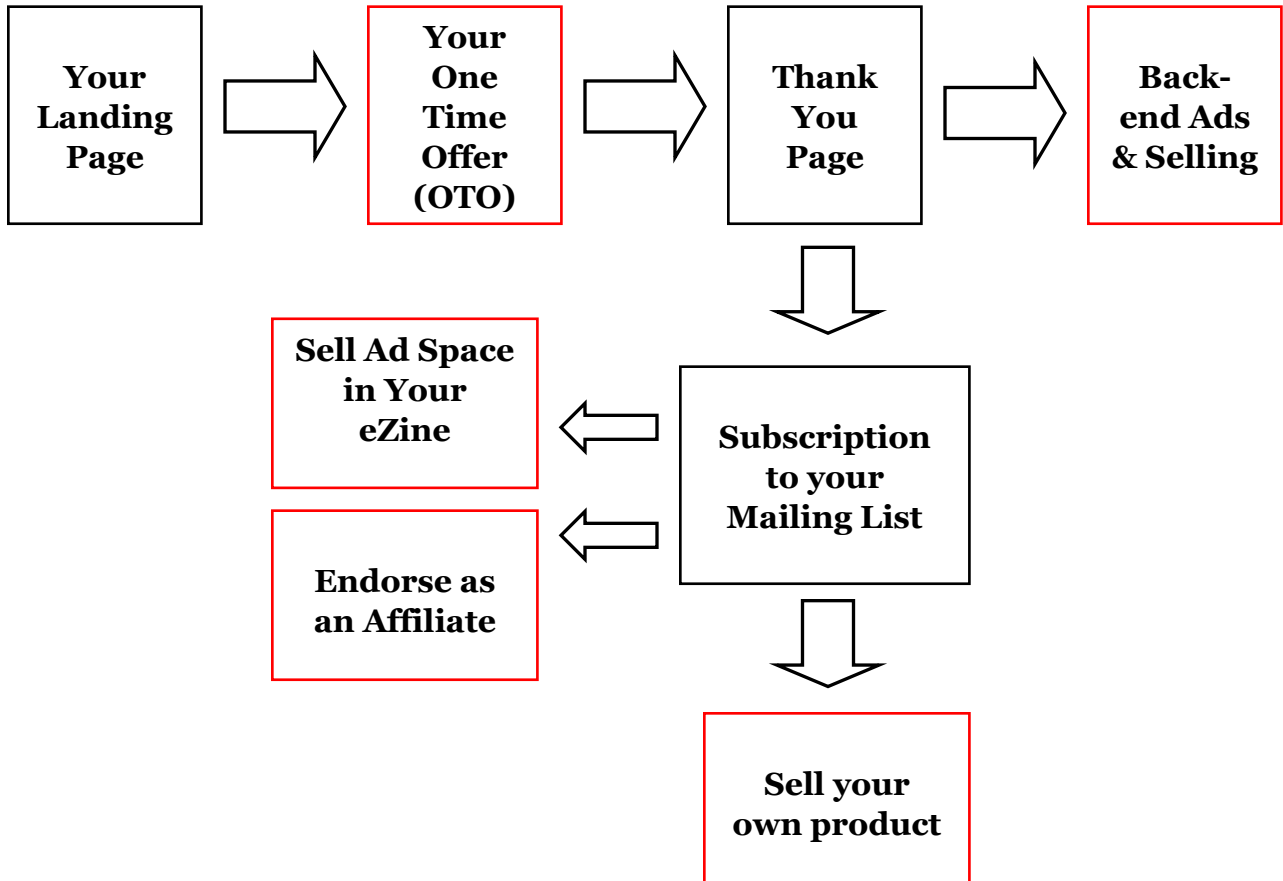 Your
Landing
Page
Your
One
Time
Offer
(OTO)
Thank
You
Page
Back-
end Ads
& Selling
Sell Ad Space
in Your
eZine
Subscription
to your
Mailing List
Endorse as
an Affiliate
Sell your
own product